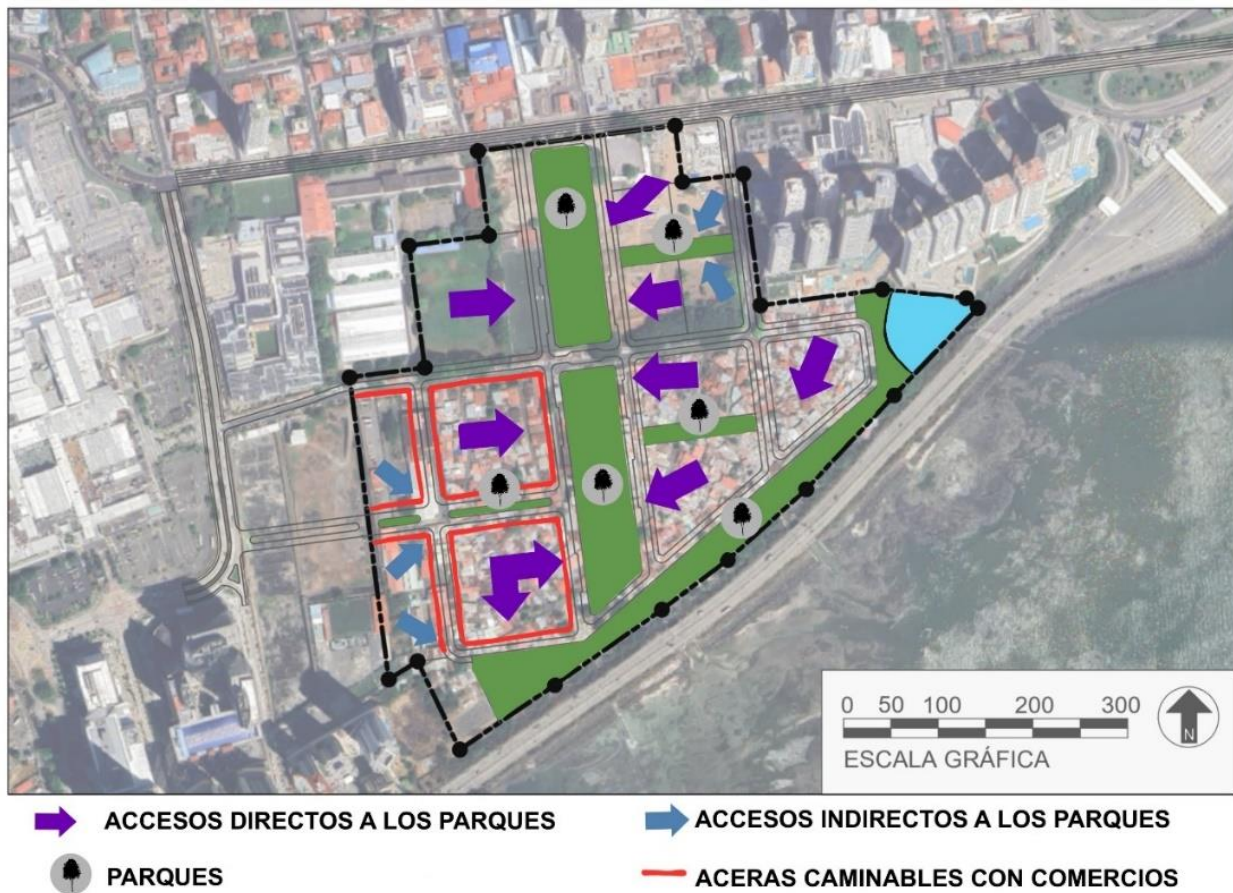 0 50 100 200 300
ESCALA GRÁFICA
N
ACCESOS DIRECTOS A LOS PARQUES
ACCESOS INDIRECTOS A LOS PARQUES
PARQUES
ACERAS CAMINABLES CON COMERCIOS